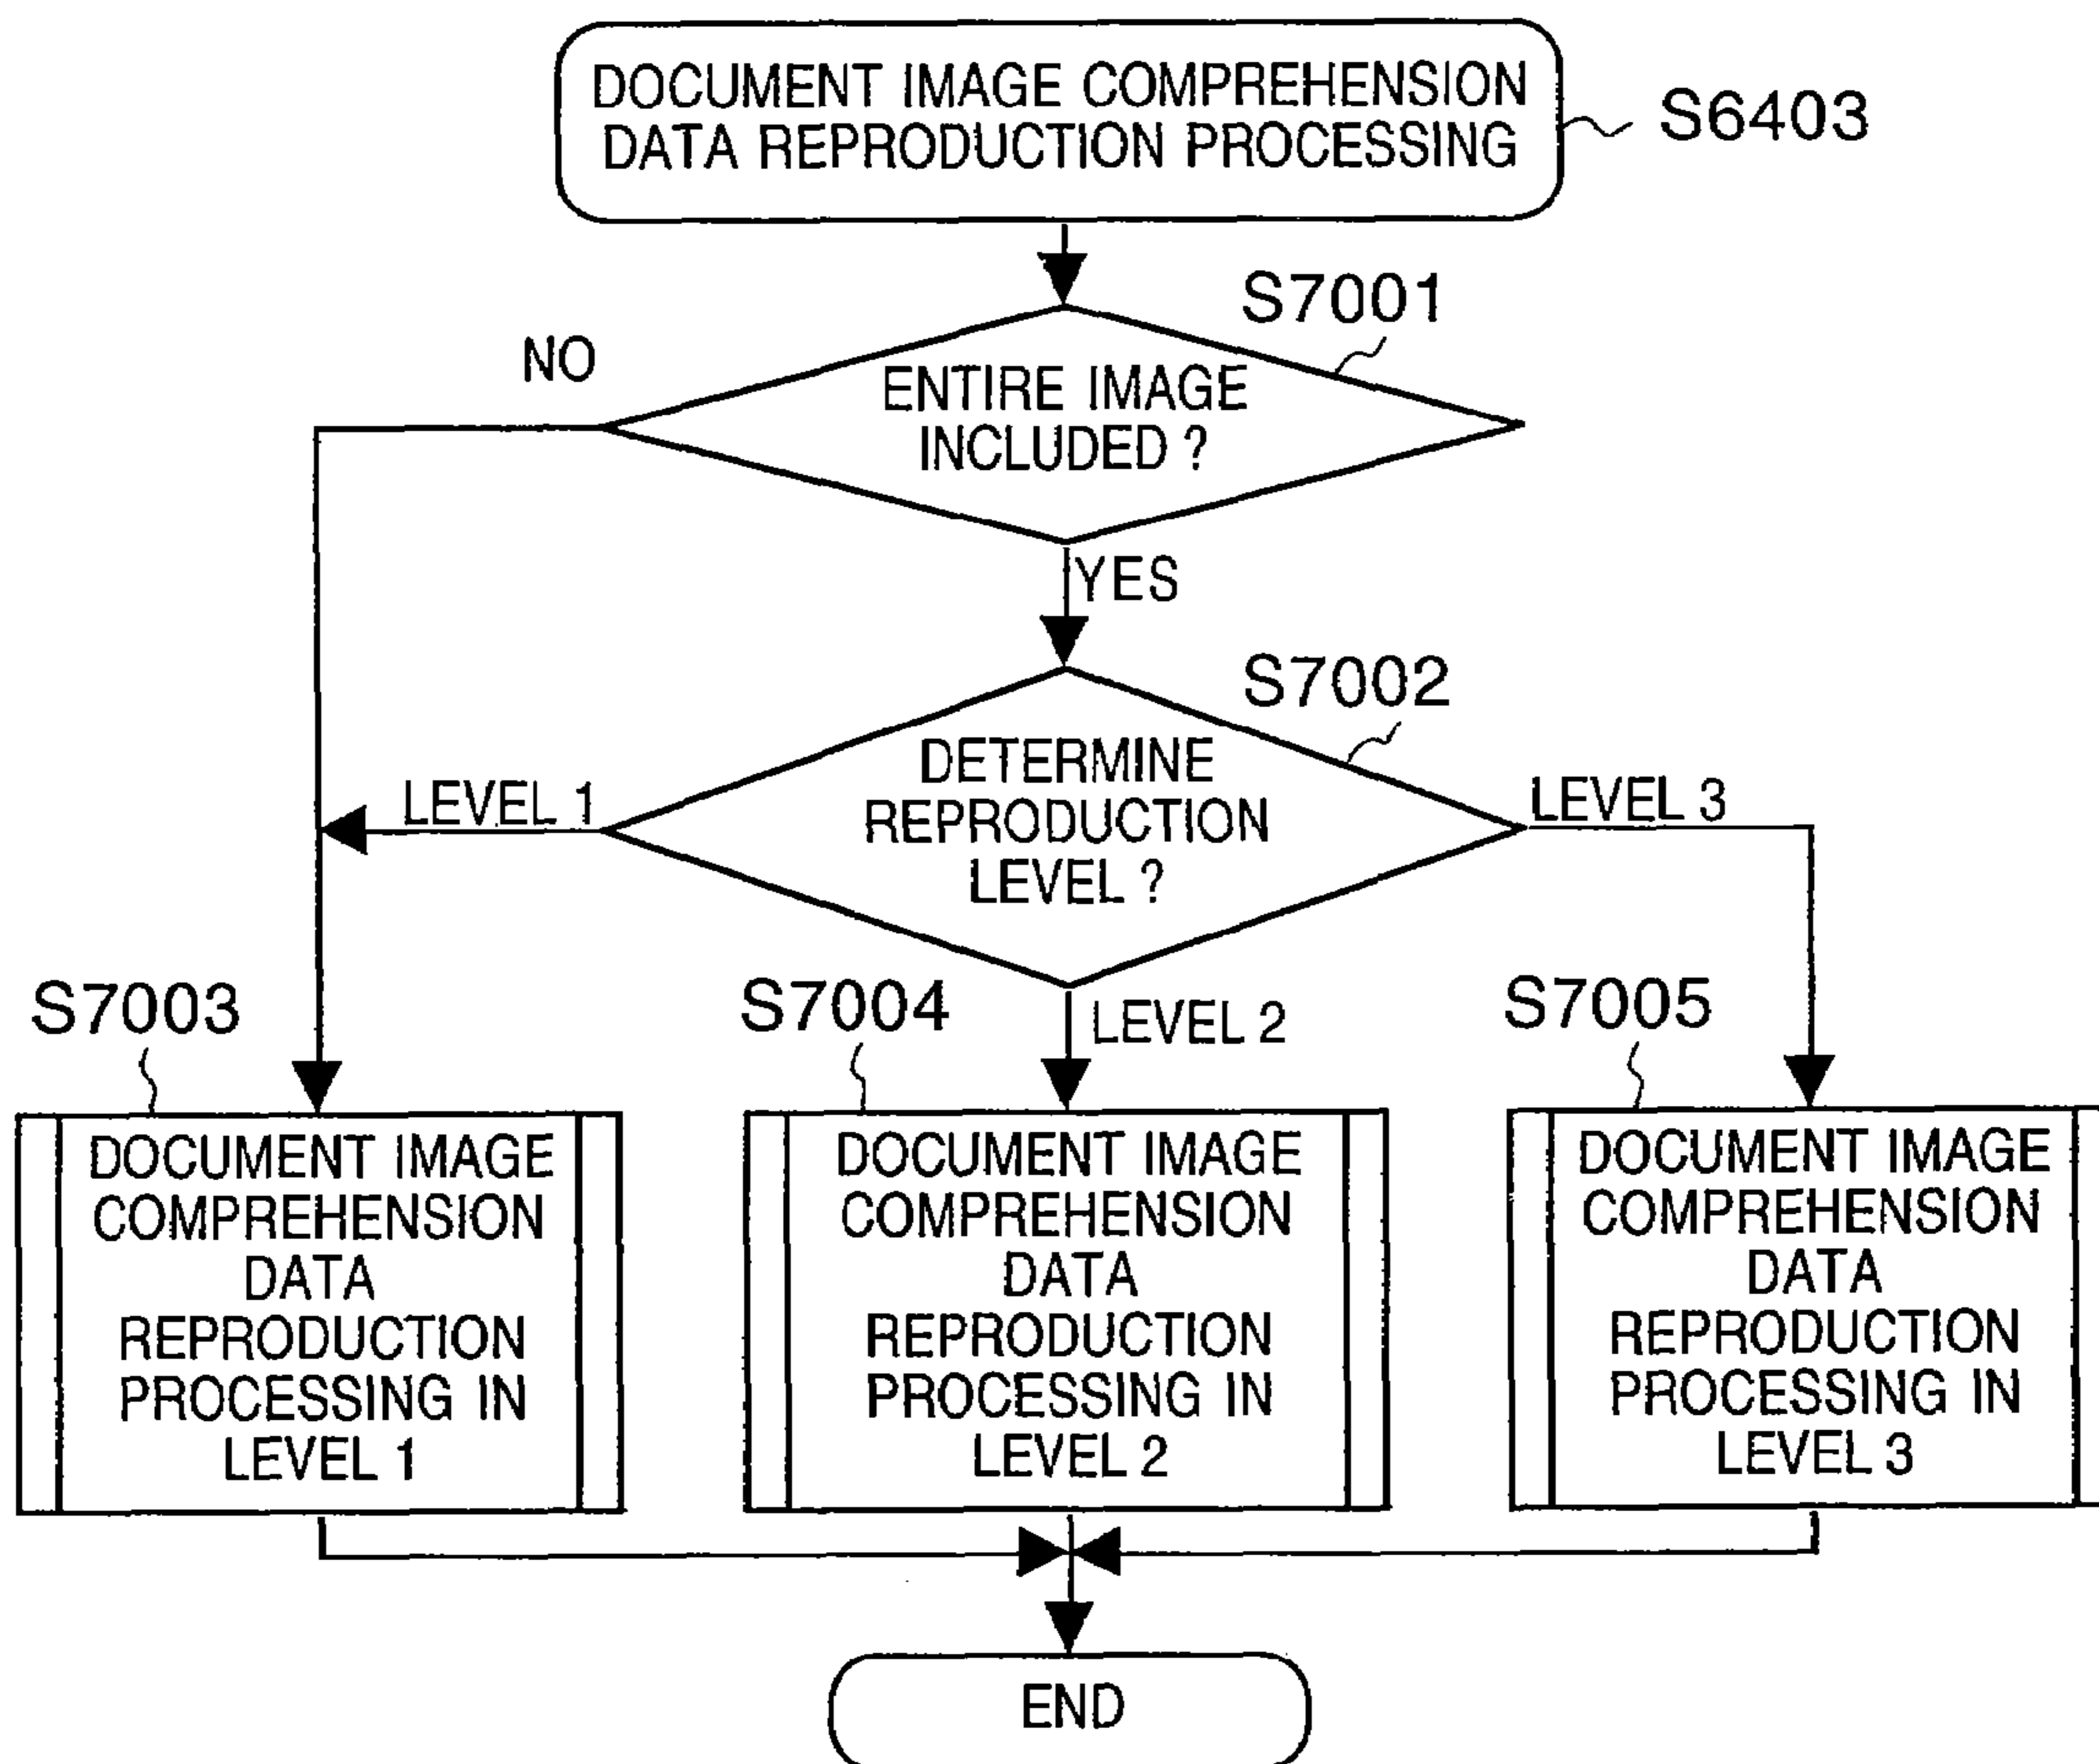 DOCUMENT IMAGE COMPREHENSION
DATA REPRODUCTION PROCESSING
S6403
S7001
NO
ENTIRE IMAGE
INCLUDED ?
YES
S7002
DETERMINE
REPRODUCTION
LEVEL ?
LEVEL 1
LEVEL 3
LEVEL 2
S7003
DOCUMENT IMAGE
COMPREHENSION
DATA
REPRODUCTION
PROCESSING IN
LEVEL 1
S7004
DOCUMENT IMAGE
COMPREHENSION
DATA
REPRODUCTION
PROCESSING IN
LEVEL 2
S7005
DOCUMENT IMAGE
COMPREHENSION
DATA
REPRODUCTION
PROCESSING IN
LEVEL 3
END